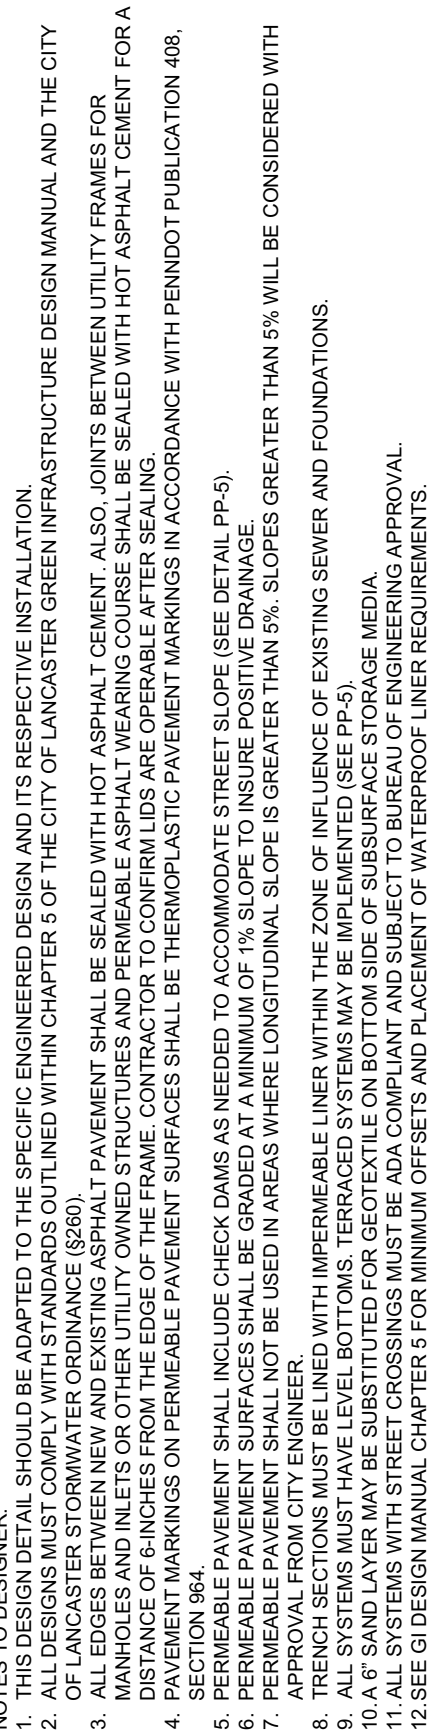 NOTES TO DESIGNER:
1. THIS DESIGN DETAIL SHOULD BE ADAPTED TO THE SPECIFIC ENGINEERED DESIGN AND ITS RESPECTIVE INSTALLATION.
2. ALL DESIGNS MUST COMPLY WITH STANDARDS OUTLINED WITHIN CHAPTER 5 OF THE CITY OF LANCASTER GREEN INFRASTRUCTURE DESIGN MANUAL AND THE CITY
OF LANCASTER STORMWATER ORDINANCE (§260).
3. ALL EDGES BETWEEN NEW AND EXISTING ASPHALT PAVEMENT SHALL BE SEALED WITH HOT ASPHALT CEMENT. ALSO, JOINTS BETWEEN UTILITY FRAMES FOR
MANHOLES AND INLETS OR OTHER UTILITY OWNED STRUCTURES AND PERMEABLE ASPHALT WEARING COURSE SHALL BE SEALED WITH HOT ASPHALT CEMENT FOR A
DISTANCE OF 6-INCHES FROM THE EDGE OF THE FRAME. CONTRACTOR TO CONFIRM LIDS ARE OPERABLE AFTER SEALING.
4. PAVEMENT MARKINGS ON PERMEABLE PAVEMENT SURFACES SHALL BE THERMOPLASTIC PAVEMENT MARKINGS IN ACCORDANCE WITH PENNDOT PUBLICATION 408,
SECTION 964.
5. PERMEABLE PAVEMENT SHALL INCLUDE CHECK DAMS AS NEEDED TO ACCOMMODATE STREET SLOPE (SEE DETAIL PP-5).
6. PERMEABLE PAVEMENT SURFACES SHALL BE GRADED AT A MINIMUM OF 1% SLOPE TO INSURE POSITIVE DRAINAGE.
7. PERMEABLE PAVEMENT SHALL NOT BE USED IN AREAS WHERE LONGITUDINAL SLOPE IS GREATER THAN 5%. SLOPES GREATER THAN 5% WILL BE CONSIDERED WITH
APPROVAL FROM CITY ENGINEER.
8. TRENCH SECTIONS MUST BE LINED WITH IMPERMEABLE LINER WITHIN THE ZONE OF INFLUENCE OF EXISTING SEWER AND FOUNDATIONS.
9. ALL SYSTEMS MUST HAVE LEVEL BOTTOMS. TERRACED SYSTEMS MAY BE IMPLEMENTED (SEE PP-5).
10. A 6" SAND LAYER MAY BE SUBSTITUTED FOR GEOTEXTILE ON BOTTOM SIDE OF SUBSURFACE STORAGE MEDIA.
11. ALL SYSTEMS WITH STREET CROSSINGS MUST BE ADA COMPLIANT AND SUBJECT TO BUREAU OF ENGINEERING APPROVAL.
12. SEE GI DESIGN MANUAL CHAPTER 5 FOR MINIMUM OFFSETS AND PLACEMENT OF WATERPROOF LINER REQUIREMENTS.